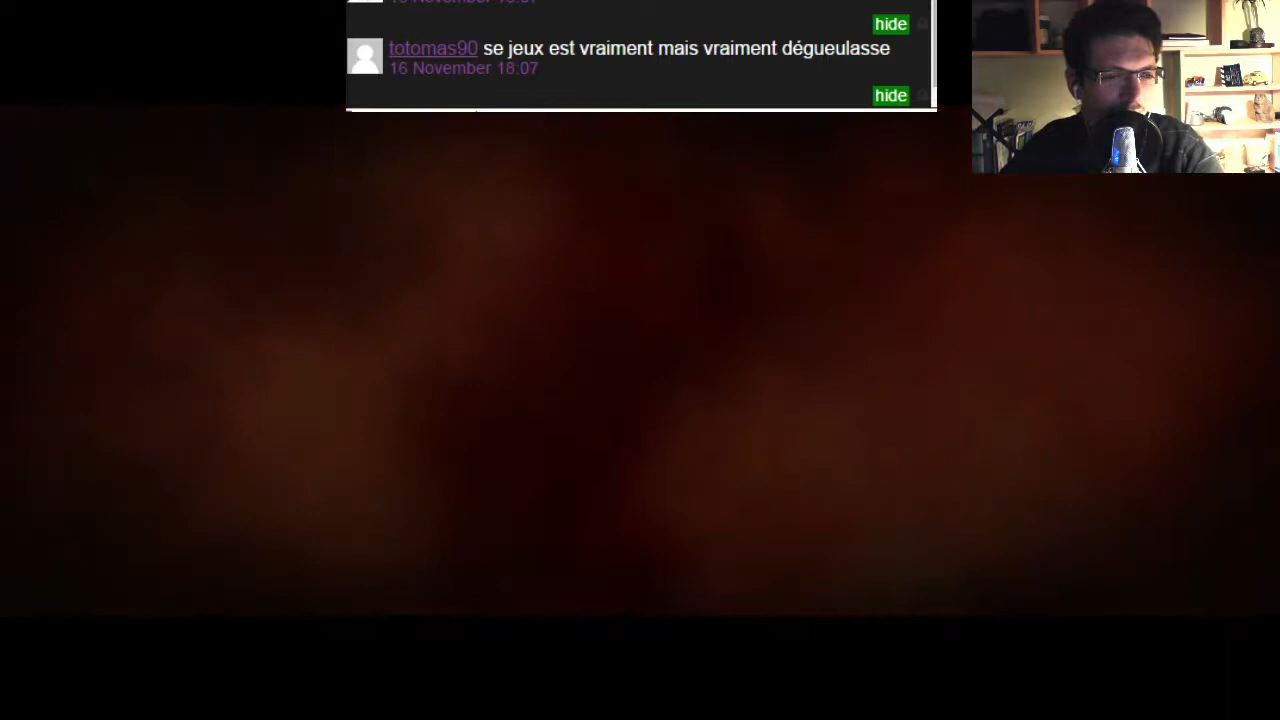 hide
totomas90 se jeux est vraiment mais vraiment dégueulasse
16 November 18:07
hide